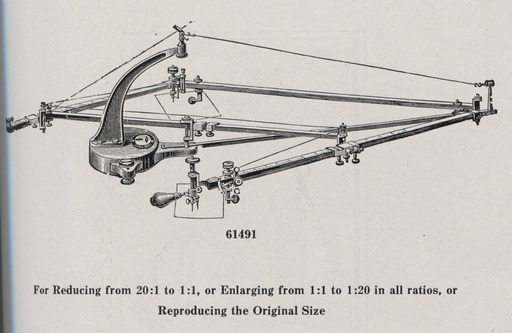 61491
For Reducing from 20:1 to 1:1, or Enlarging from 1:1 to 1:20 in all ratios, or
Reproducing the Original Size